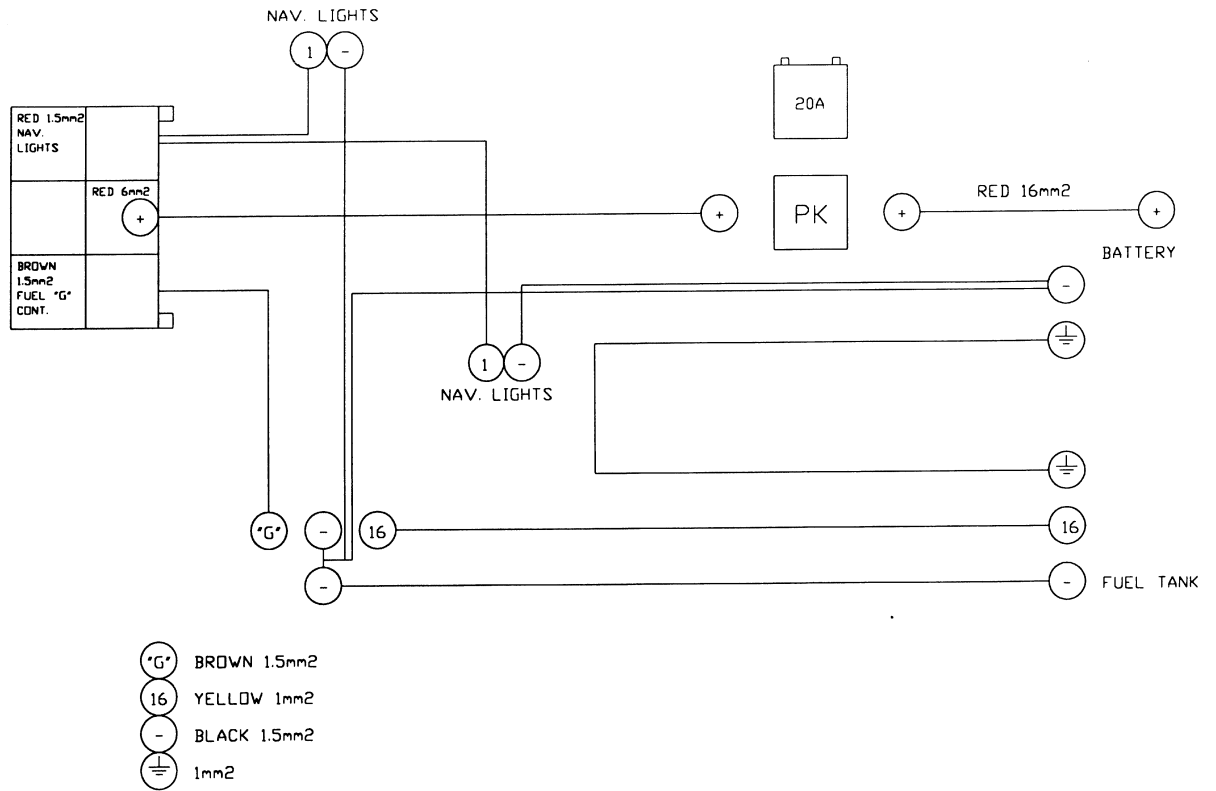 NAV. LIGHTS
1 -
20A
RED 1.5mm2
NAV.
LIGHTS
RED 6mm2
+
+
PK
+
RED 16mm2
+
BATTERY
BROWN
1.5mm2
FUEL "G"
CONT.
-
1 -
NAV. LIGHTS
"G" - 16
16
-
-
FUEL TANK
"G" BROWN 1.5mm2
16 YELLOW 1mm2
- BLACK 1.5mm2
1mm2